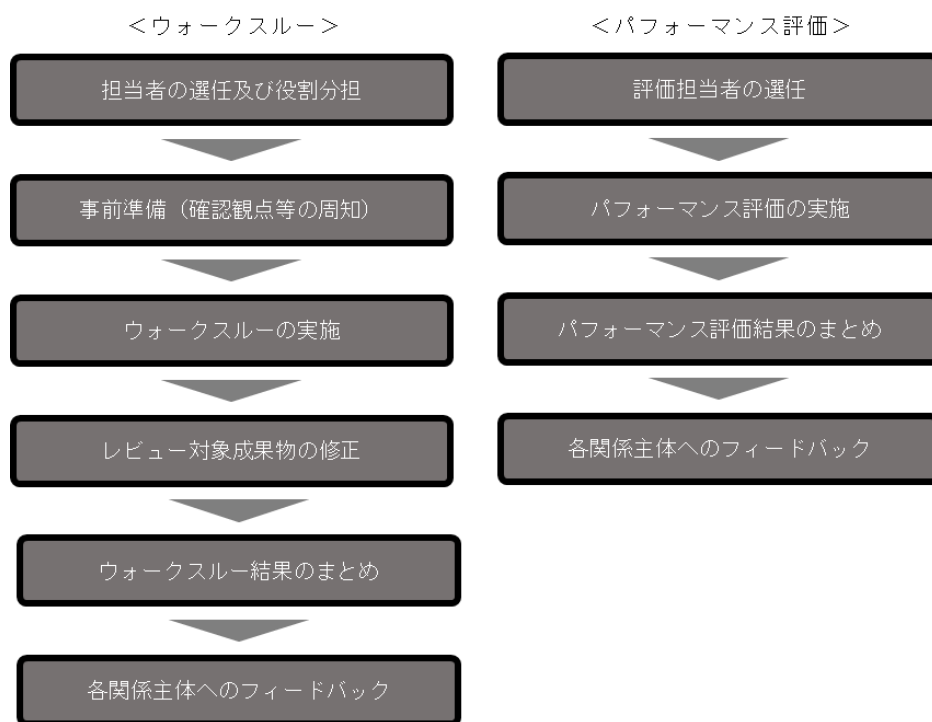 ＜ウォークスルー＞
担当者の選任及び役割分担
事前準備（確認観点等の周知）
ウォークスルーの実施
レビュー対象成果物の修正
ウォークスルー結果のまとめ
各関係主体へのフィードバック
＜パフォーマンス評価＞
評価担当者の選任
パフォーマンス評価の実施
パフォーマンス評価結果のまとめ
各関係主体へのフィードバック